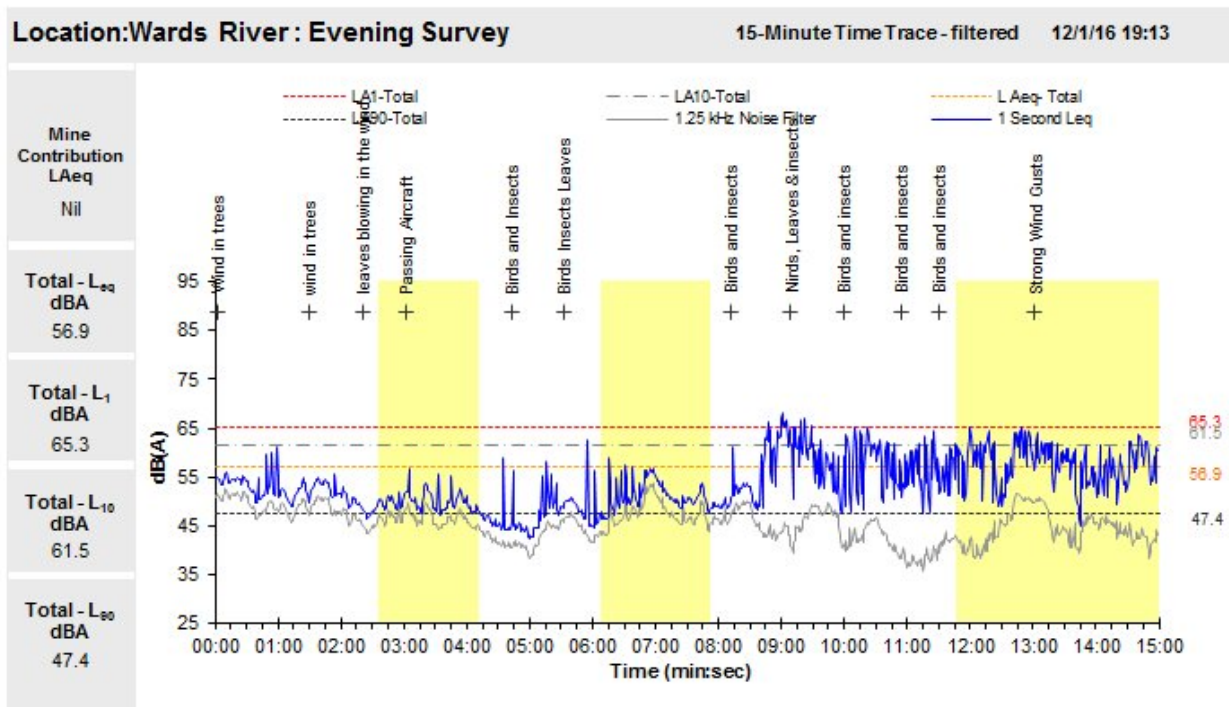 Location:Wards River : Evening Survey
15-Minute Time Trace - filtered 12/1/16 19:13
Mine
Contribution
LAeq
Nil
Total - Leq
dBA
56.9
Total - L1
dBA
65.3
Total - L10
dBA
61.5
Total - L90
dBA
47.4
LA1-Total
LA10-Total
L Aeq- Total
LA90-Total
1.25 kHz Noise Filter
1 Second Leq
Wind in trees
wind in trees
leaves blowing in the wind
Passing Aircraft
Birds and Insects
Birds Insects Leaves
Birds and insects
Nirds, Leaves & insects
Birds and insects
Birds and insects
Birds and insects
Strong Wind Gusts
95
85
75
65
55
45
35
25
dB(A)
65.3
61.5
56.9
47.4
00:00 01:00 02:00 03:00 04:00 05:00 06:00 07:00 08:00 09:00 10:00 11:00 12:00 13:00 14:00 15:00
Time (min:sec)